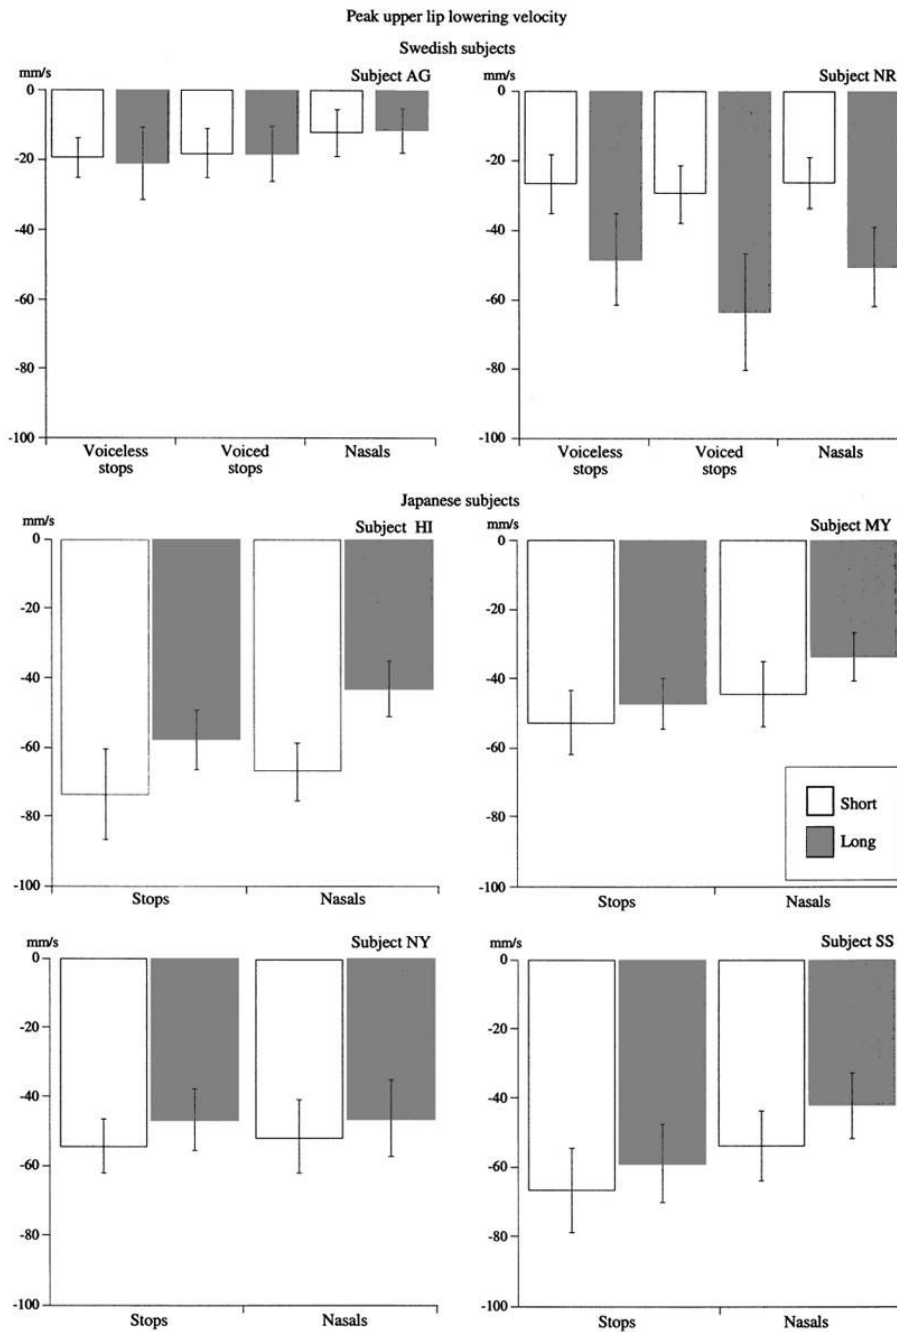 Peak upper lip lowering velocity
Swedish subjects
mm/s
Subject AG
0
-20
-40
-60
-80
-100
Voiceless stops
Voiced stops
Nasals
mm/s
Subject NR
0
-20
-40
-60
-80
-100
Voiceless stops
Voiced stops
Nasals
Japanese subjects
mm/s
Subject HI
0
-20
-40
-60
-80
-100
Stops
Nasals
mm/s
Subject MY
0
-20
-40
-60
-80
-100
Short
Long
Stops
Nasals
mm/s
Subject NY
0
-20
-40
-60
-80
-100
Stops
Nasals
mm/s
Subject SS
0
-20
-40
-60
-80
-100
Stops
Nasals